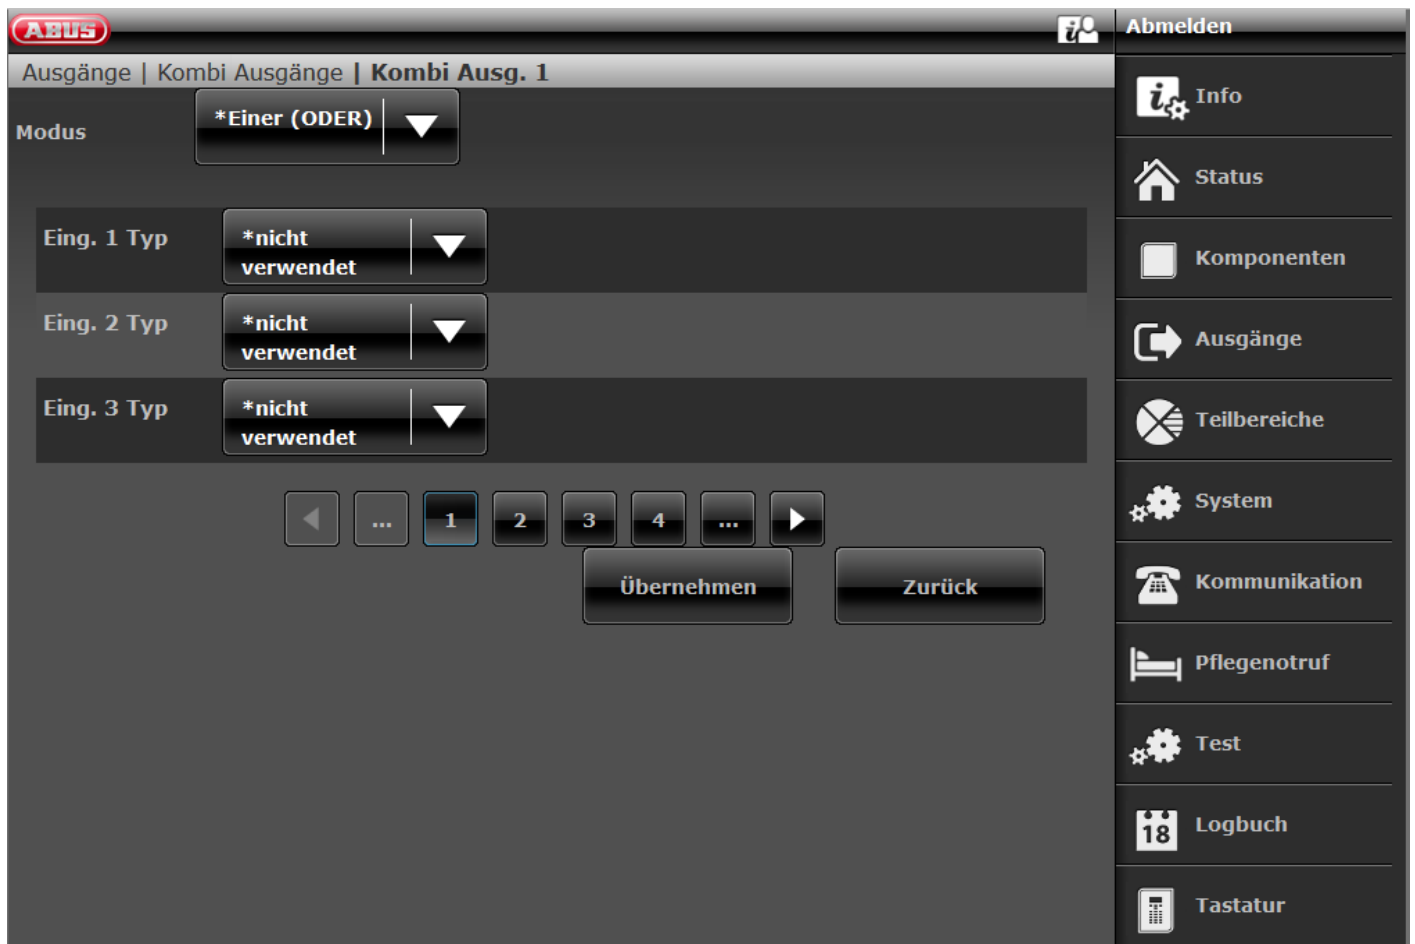 ABUS
Abmelden
Ausgänge | Kombi Ausgänge | Kombi Ausg. 1
Modus
*Einer (ODER)
Eing. 1 Typ
*nicht
verwendet
Eing. 2 Typ
*nicht
verwendet
Eing. 3 Typ
*nicht
verwendet
... 1 2 3 4 ...
Übernehmen
Zurück
Info
Status
Komponenten
Ausgänge
Teilbereiche
System
Kommunikation
Pflegenotruf
Test
18
Logbuch
Tastatur